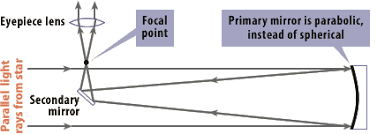 Eyepiece lens
Focal
point
Primary mirror is parabolic,
instead of spherical
Parallel light
rays from star
Secondary
mirror